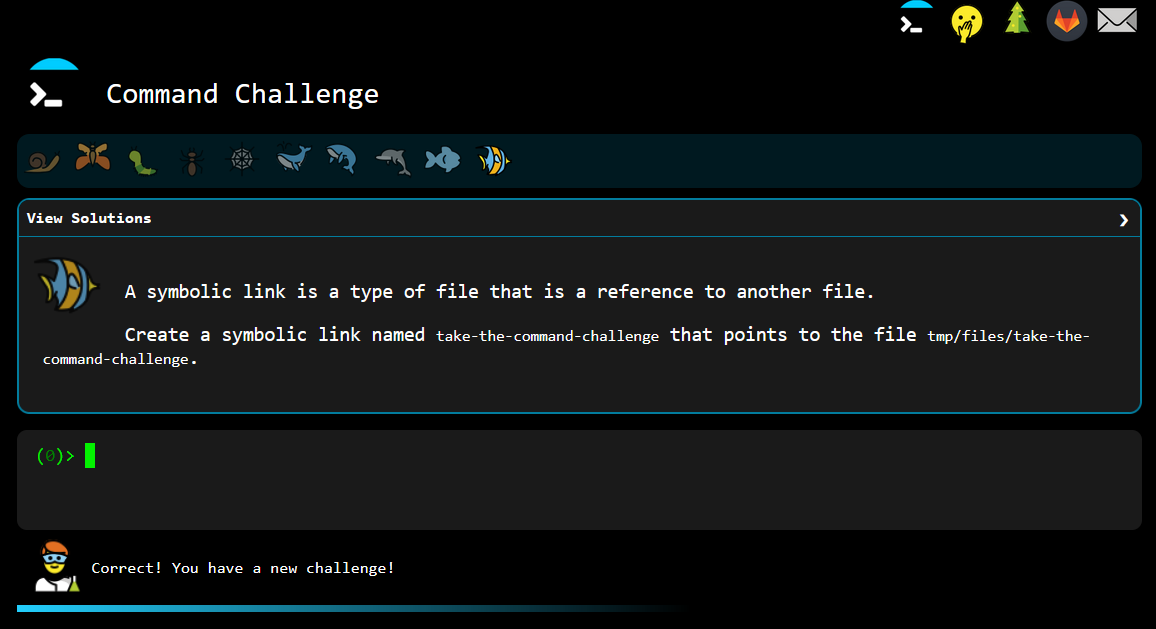 Command Challenge
View Solutions
A symbolic link is a type of file that is a reference to another file.
Create a symbolic link named take-the-command-challenge that points to the file tmp/files/take-the-
command-challenge.
(0)>
Correct! You have a new challenge!